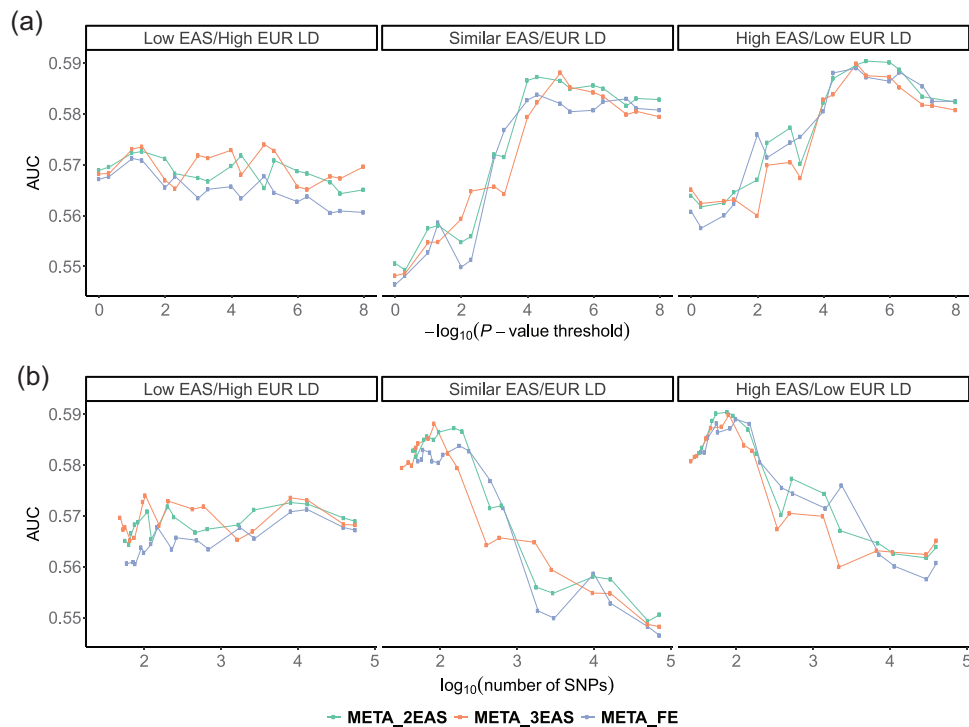 (a)
Low EAS/High EUR LD
Similar EAS/EUR LD
High EAS/Low EUR LD
AUC
0.59
0.58
0.57
0.56
0.55
0 2 4 6 8
0 2 4 6 8
0 2 4 6 8
−log10(P − value threshold)
(b)
Low EAS/High EUR LD
Similar EAS/EUR LD
High EAS/Low EUR LD
AUC
0.59
0.58
0.57
0.56
0.55
2 3 4 5
2 3 4 5
2 3 4 5
log10(number of SNPs)
META_2EAS META_3EAS META_FE